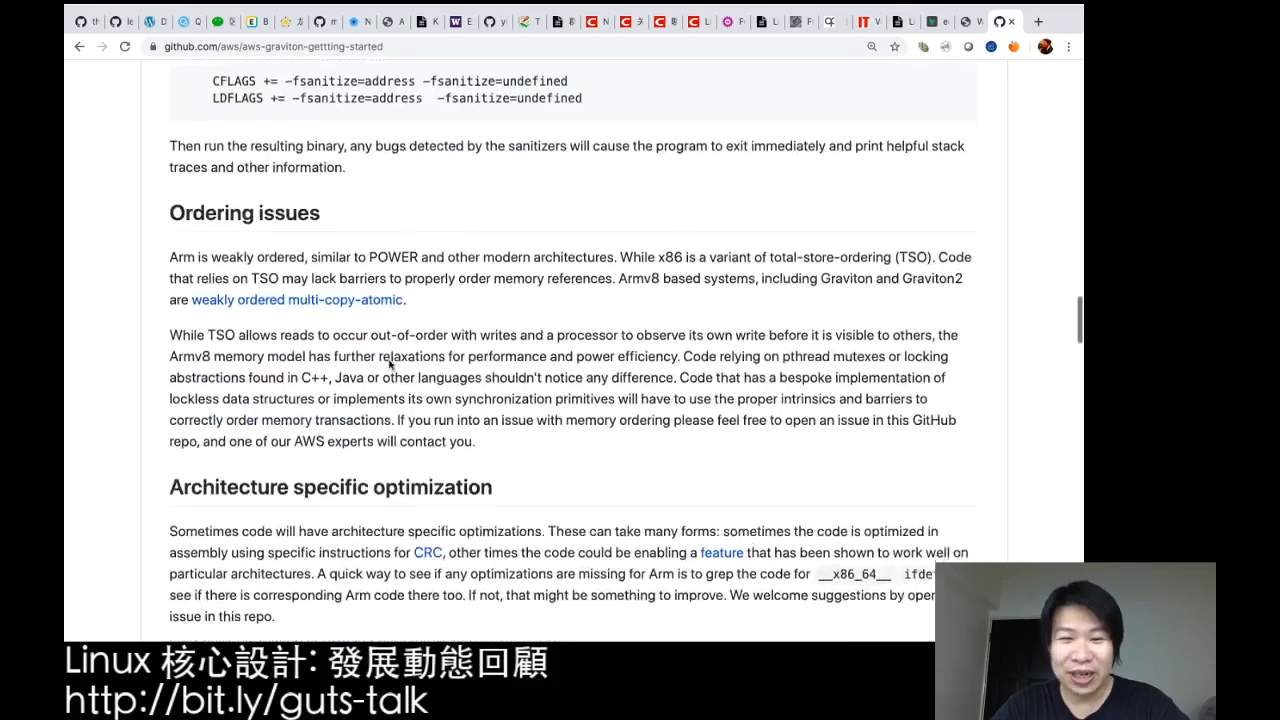 github.com/aws/aws-graviton-gettting-started
CFLAGS += -fsanitize=address -fsanitize=undefined
LDFLAGS += -fsanitize=address  -fsanitize=undefined
Then run the resulting binary, any bugs detected by the sanitizers will cause the program to exit immediately and print helpful stack
traces and other information.
Ordering issues
Arm is weakly ordered, similar to POWER and other modern architectures. While x86 is a variant of total-store-ordering (TSO). Code
that relies on TSO may lack barriers to properly order memory references. Armv8 based systems, including Graviton and Graviton2
are weakly ordered multi-copy-atomic.
While TSO allows reads to occur out-of-order with writes and a processor to observe its own write before it is visible to others, the
Armv8 memory model has further relaxations for performance and power efficiency. Code relying on pthread mutexes or locking
abstractions found in C++, Java or other languages shouldn't notice any difference. Code that has a bespoke implementation of
lockless data structures or implements its own synchronization primitives will have to use the proper intrinsics and barriers to
correctly order memory transactions. If you run into an issue with memory ordering please feel free to open an issue in this GitHub
repo, and one of our AWS experts will contact you.
Architecture specific optimization
Sometimes code will have architecture specific optimizations. These can take many forms: sometimes the code is optimized in
assembly using specific instructions for CRC, other times the code could be enabling a feature that has been shown to work well on
particular architectures. A quick way to see if any optimizations are missing for Arm is to grep the code for __x86_64__ ifde
see if there is corresponding Arm code there too. If not, that might be something to improve. We welcome suggestions by ope
issue in this repo.
Linux 核心設計: 發展動態回顧
http://bit.ly/guts-talk